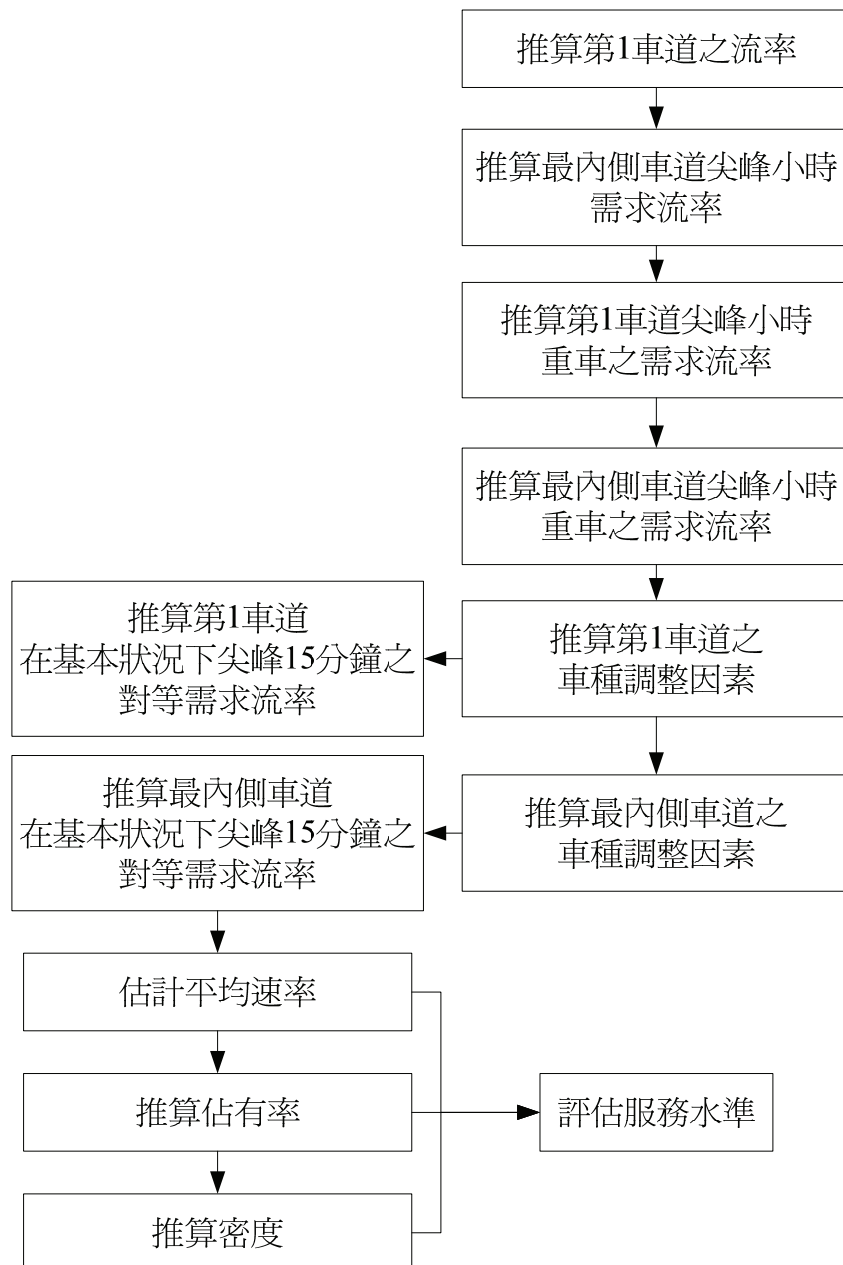 推算第1車道之流率
推算最內側車道尖峰小時
需求流率
推算第1車道尖峰小時
重車之需求流率
推算最內側車道尖峰小時
重車之需求流率
推算第1車道之
車種調整因素
推算第1車道
在基本狀況下尖峰15分鐘之
對等需求流率
推算最內側車道之
車種調整因素
推算最內側車道
在基本狀況下尖峰15分鐘之
對等需求流率
估計平均速率
推算佔有率
推算密度
評估服務水準